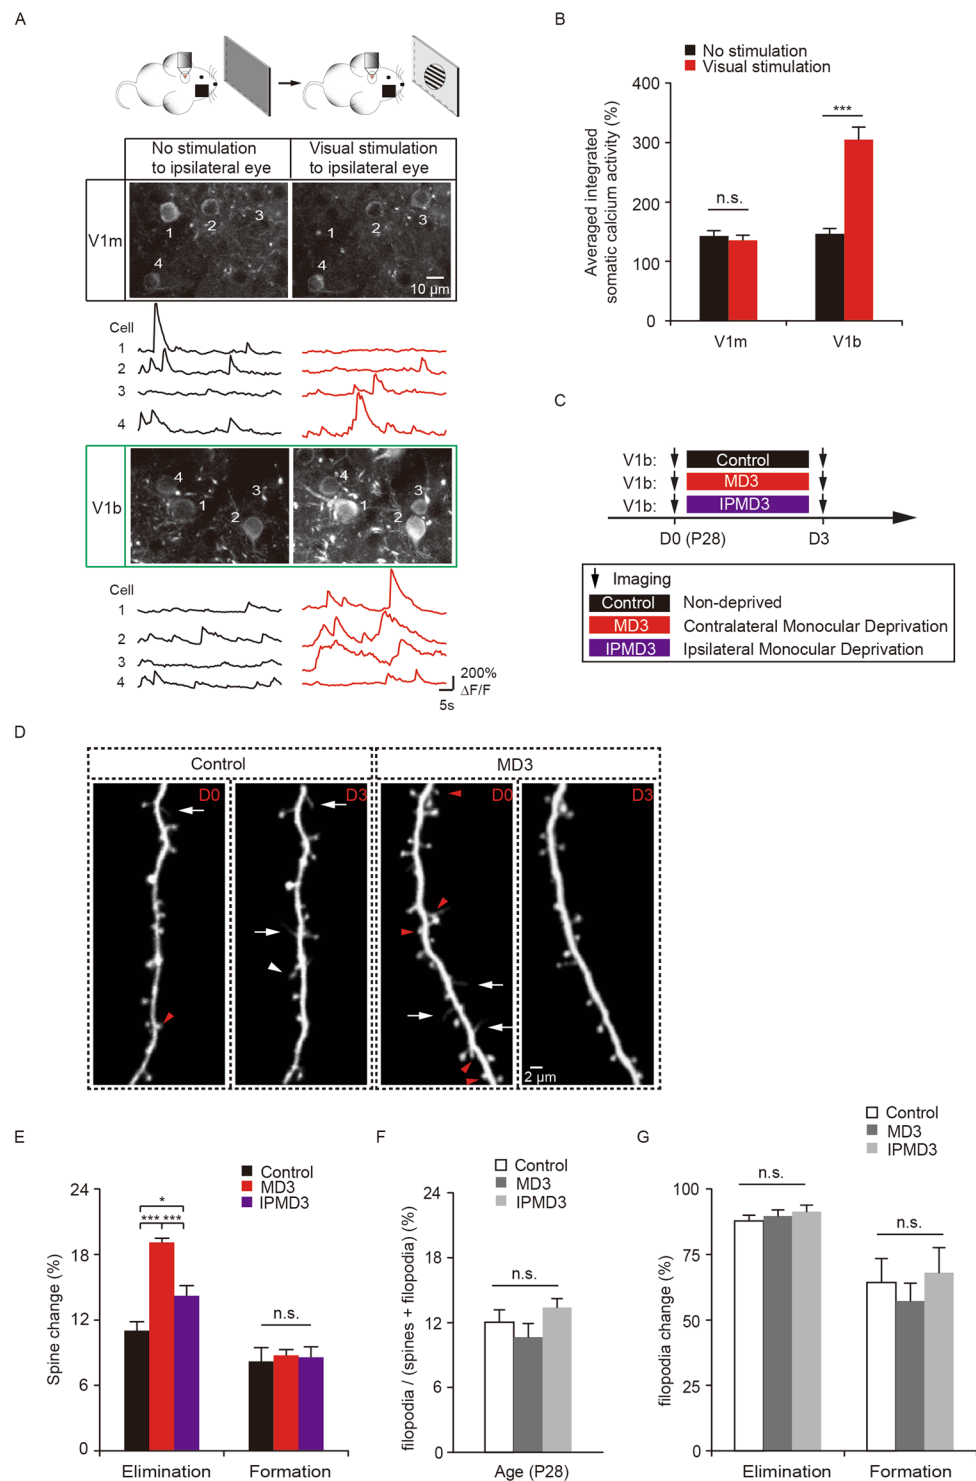 A
No stimulation to ipsilateral eye
Visual stimulation to ipsilateral eye
V1m
1
2
3
4
1
2
3
4
10 µm
Cell
1
2
3
4
V1b
4
1
2
3
4
1
2
3
Cell
1
2
3
4
200%
ΔF/F
5s
B
No stimulation
Visual stimulation
Averaged integrated
somatic calcium activity (%)
400
300
200
100
0
n.s.
***
V1m
V1b
C
V1b: Control
V1b: MD3
V1b: IPMD3
D0 (P28)
D3
Imaging
Control Non-deprived
MD3 Contralateral Monocular Deprivation
IPMD3 Ipsilateral Monocular Deprivation
D
Control
MD3
D0
D3
D0
D3
2 µm
E
Control
MD3
IPMD3
Spine change (%)
24
18
12
6
0
*
*** ***
n.s.
Elimination
Formation
F
Control
MD3
IPMD3
filopodia / (spines + filopodia) (%)
24
18
12
6
0
n.s.
Age (P28)
G
Control
MD3
IPMD3
filopodia change (%)
100
75
50
25
0
n.s.
n.s.
Elimination
Formation